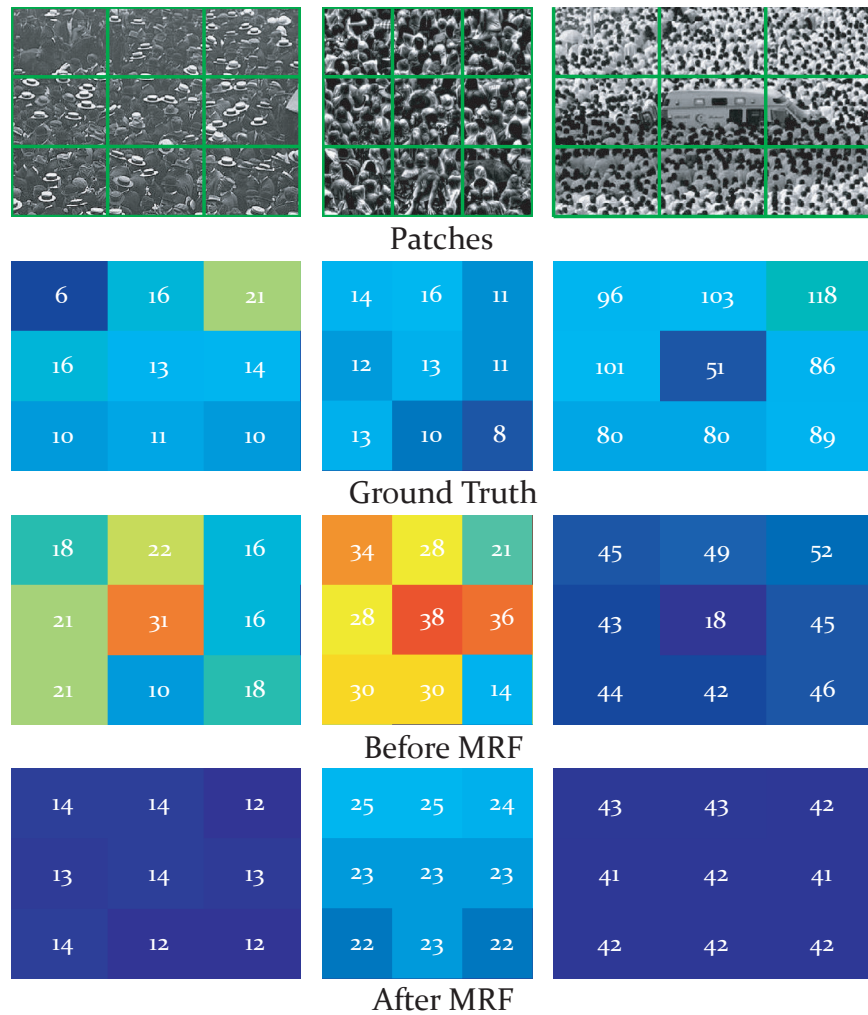 Patches
6 16 21 14 16 11 96 103 118
16 13 14 12 13 11 101 51 86
10 11 10 13 10 8 80 80 89
Ground Truth
18 22 16 34 28 21 45 49 52
21 31 16 28 38 36 43 18 45
21 10 18 30 30 14 44 42 46
Before MRF
14 14 12 25 25 24 43 43 42
13 14 13 23 23 23 41 42 41
14 12 12 22 23 22 42 42 42
After MRF